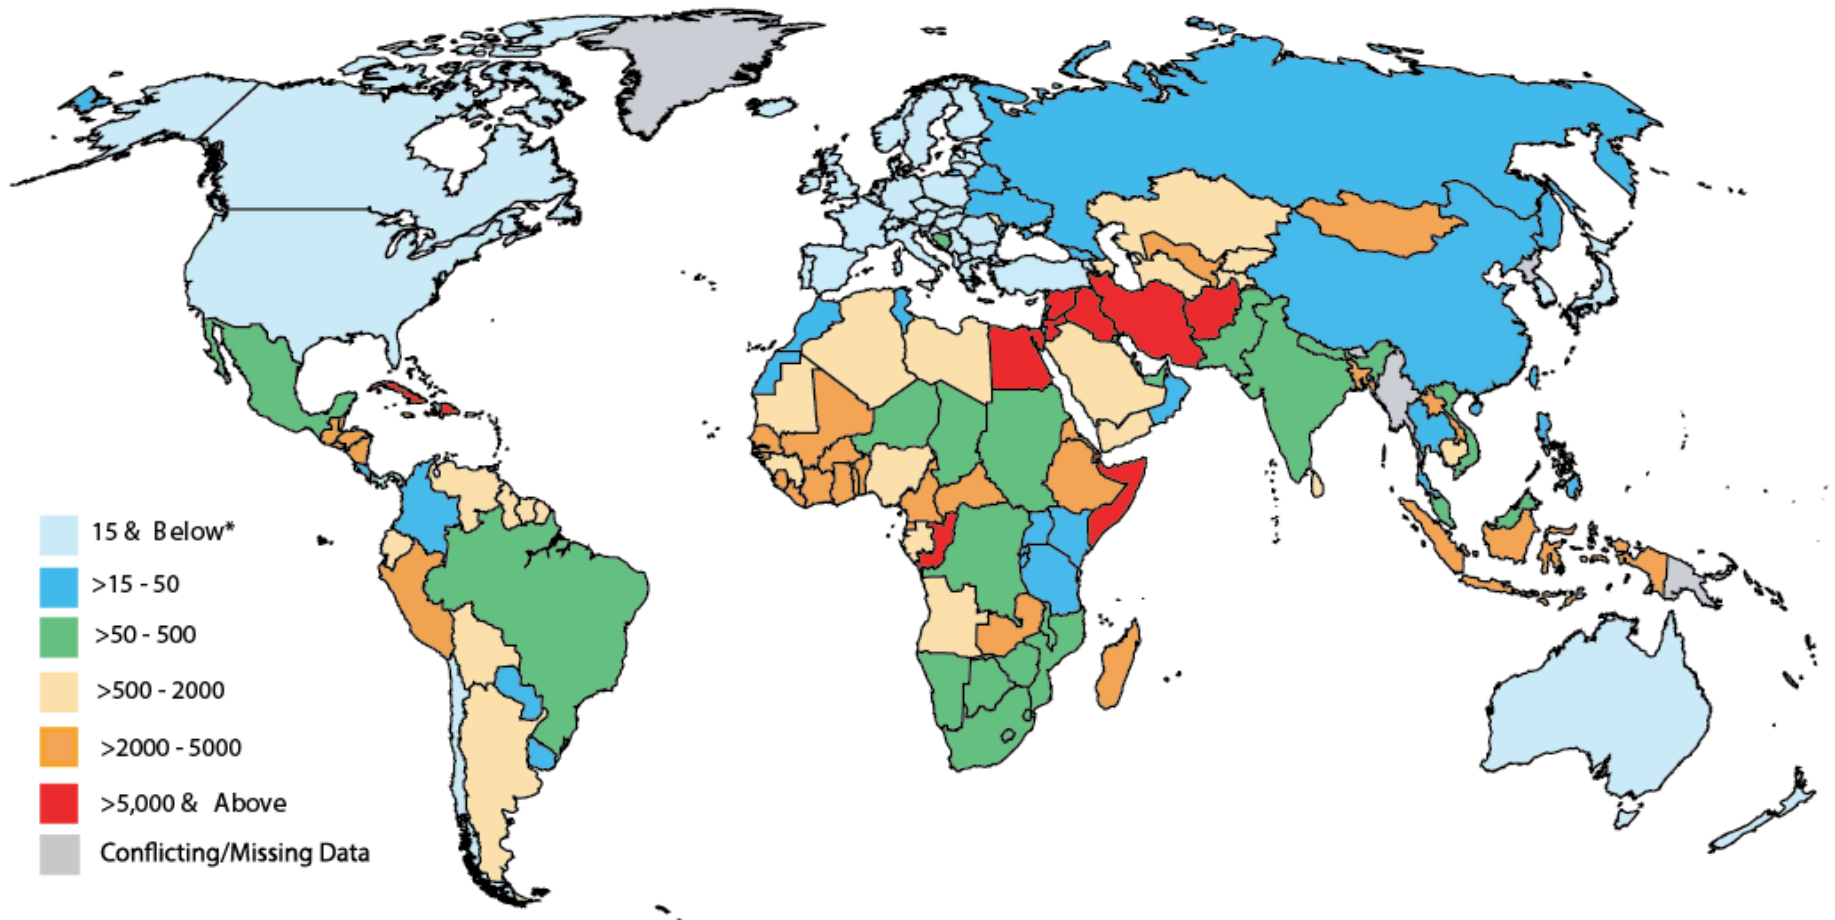 15 & Below*
>15 - 50
>50 - 500
>500 - 2000
>2000 - 5000
>5,000 & Above
Conflicting/Missing Data